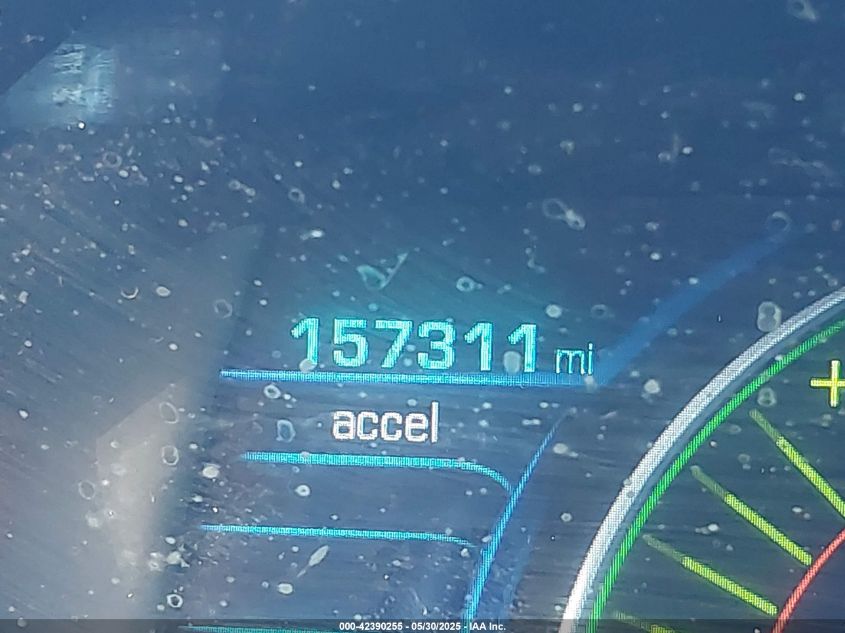 157311 mi
accel
+
000-42390255 - 05/30/2025 - IAA Inc.